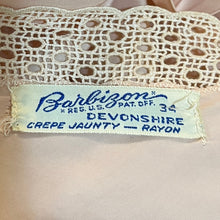 Barbizon
REG. U.S. PAT. OFF. 34
DEVONSHIRE
CREPE JAUNTY — RAYON